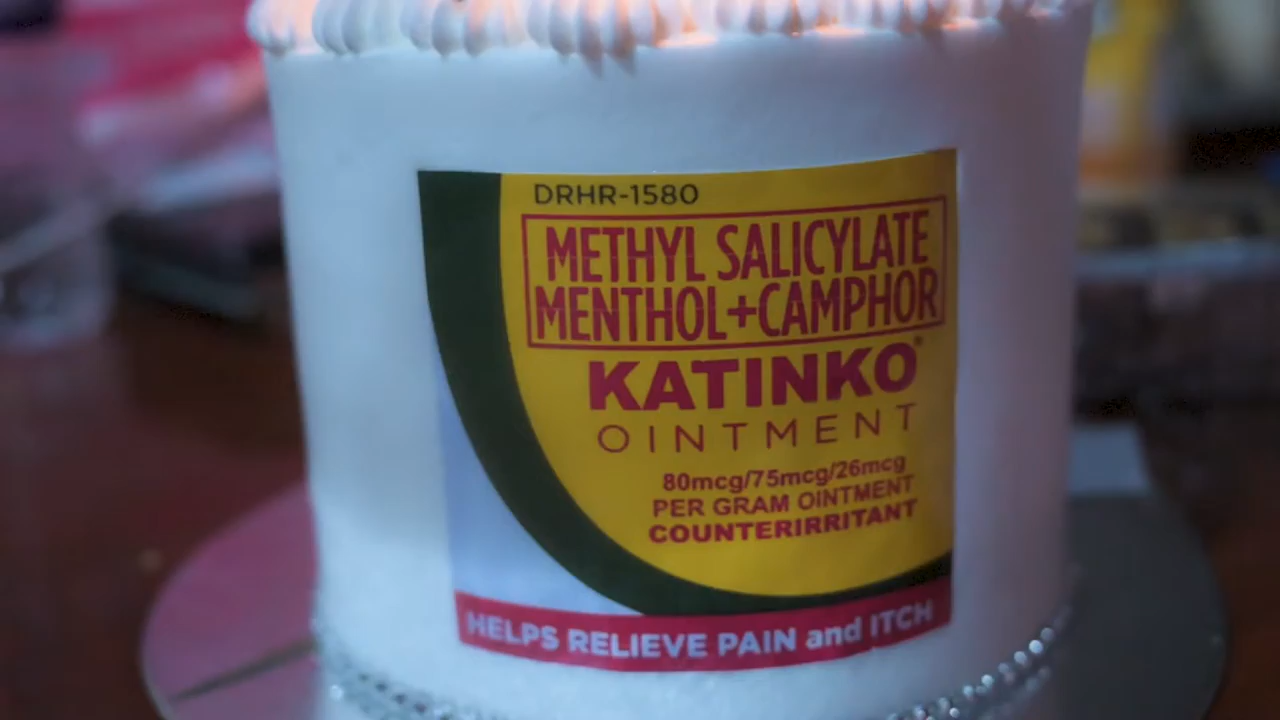 DRHR-1580
METHYL SALICYLATE
MENTHOL+CAMPHOR
KATINKO®
OINTMENT
80mcg/75mcg/26mcg
PER GRAM OINTMENT
COUNTERIRRITANT
HELPS RELIEVE PAIN and ITCH